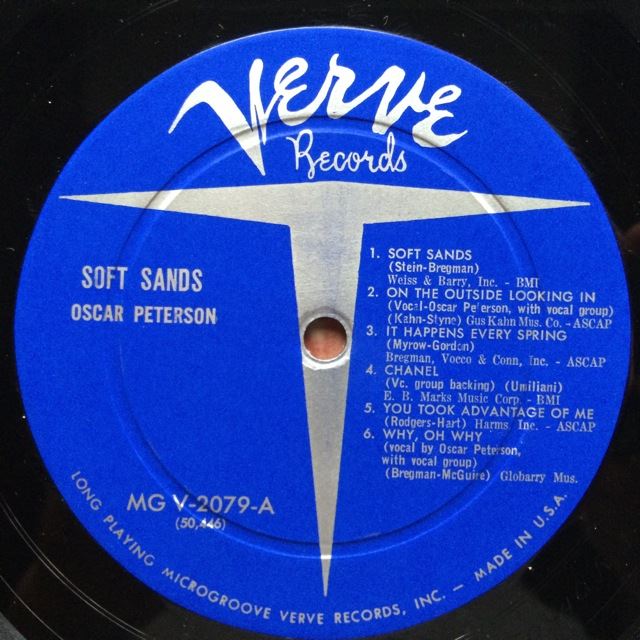 Verve
Records
SOFT SANDS
OSCAR PETERSON
1. SOFT SANDS
(Stein-Bregman)
Weiss & Barry, Inc. - BMI
2. ON THE OUTSIDE LOOKING IN
(Vocal-Oscar Peterson, with vocal group)
(Kahn-Styne) Gus Kahn Mus. Co. - ASCAP
3. IT HAPPENS EVERY SPRING
(Myrow-Gordon)
Bregman, Vocco & Conn, Inc. - ASCAP
4. CHANEL
(Vc. group backing) (Umiliani)
E. B. Marks Music Corp. - BMI
5. YOU TOOK ADVANTAGE OF ME
(Rodgers-Hart) Harms, Inc. - ASCAP
6. WHY, OH WHY
(vocal by Oscar Peterson,
with vocal group)
(Bregman-McGuire) Globarry Mus.
MG V-2079-A
(50,446)
LONG PLAYING MICROGROOVE VERVE RECORDS, INC. — MADE IN U.S.A.